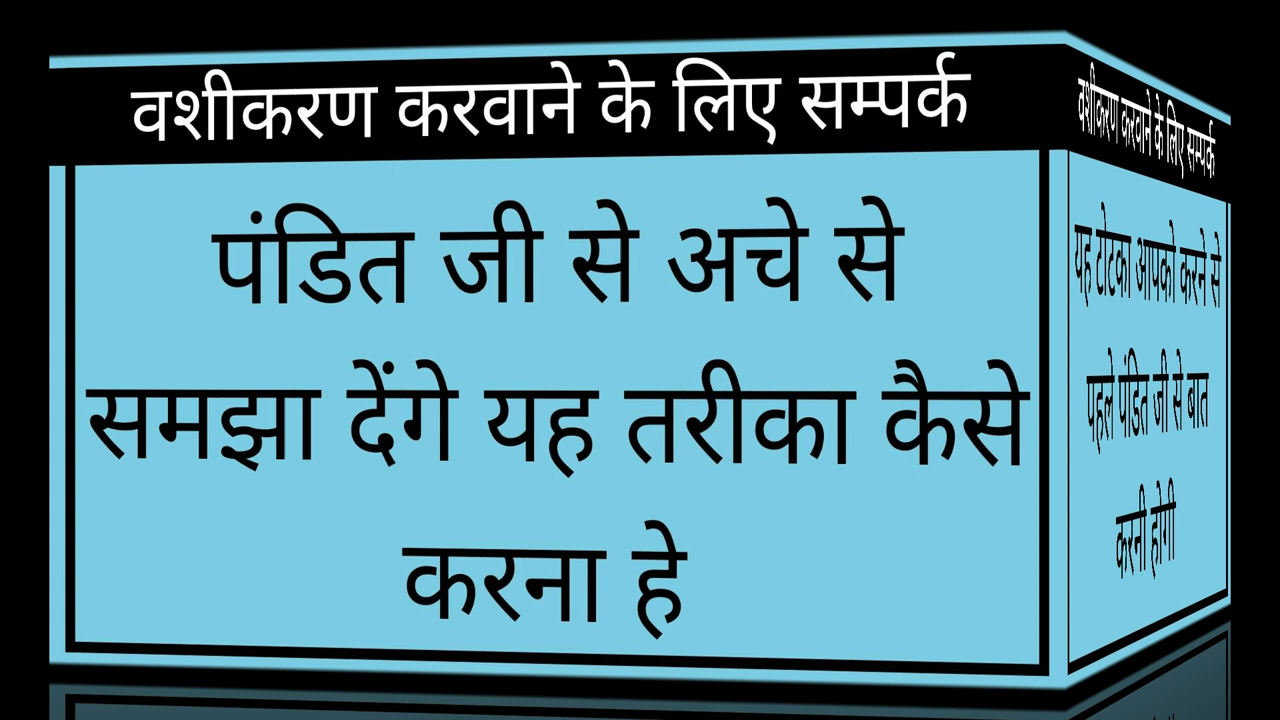 वशीकरण करवाने के लिए सम्पर्क
पंडित जी से अचे से
समझा देंगे यह तरीका कैसे
करना हे
वशीकरण करवाने के लिए सम्पर्क
यह टोटका आपको करने से
पहले पंडित जी से बात
करनी होगी